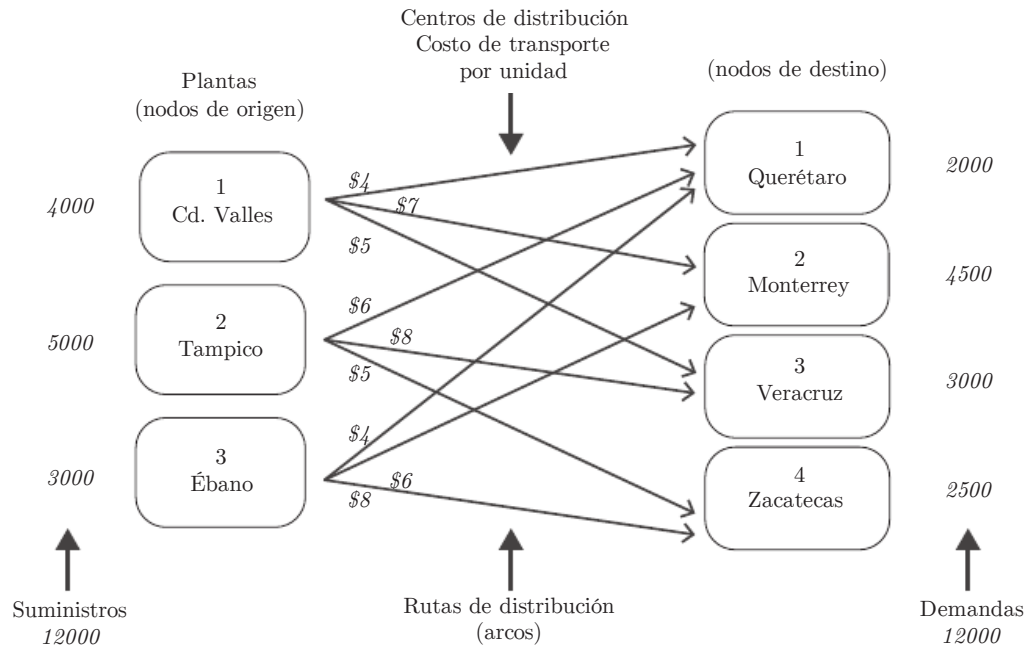 Centros de distribución
Costo de transporte
por unidad
Plantas
(nodos de origen)
(nodos de destino)
4000
1
Cd. Valles
5000
2
Tampico
3000
3
Ébano
$4
$7
$5
$6
$8
$5
$4
$6
$8
1
Querétaro
2000
2
Monterrey
4500
3
Veracruz
3000
4
Zacatecas
2500
Suministros
12000
Rutas de distribución
(arcos)
Demandas
12000